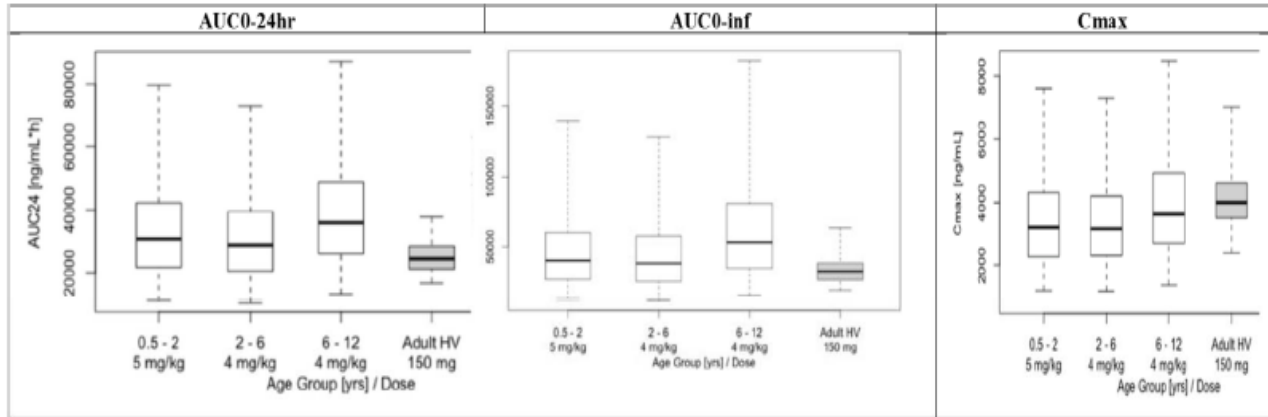 AUC0-24hr
AUC0-inf
Cmax
AUC24 [ng/mL*h]
80000
60000
40000
20000
0.5 - 2
2 - 6
6 - 12
Adult HV
5 mg/kg
4 mg/kg
4 mg/kg
150 mg
Age Group [yrs] / Dose
150000
100000
50000
0.5 - 2
2 - 6
6 - 12
Adult HV
5 mg/kg
4 mg/kg
4 mg/kg
150 mg
Age Group [yrs] / Dose
Cmax [ng/mL]
8000
6000
4000
2000
0.5 - 2
2 - 6
6 - 12
Adult HV
5 mg/kg
4 mg/kg
4 mg/kg
150 mg
Age Group [yrs] / Dose